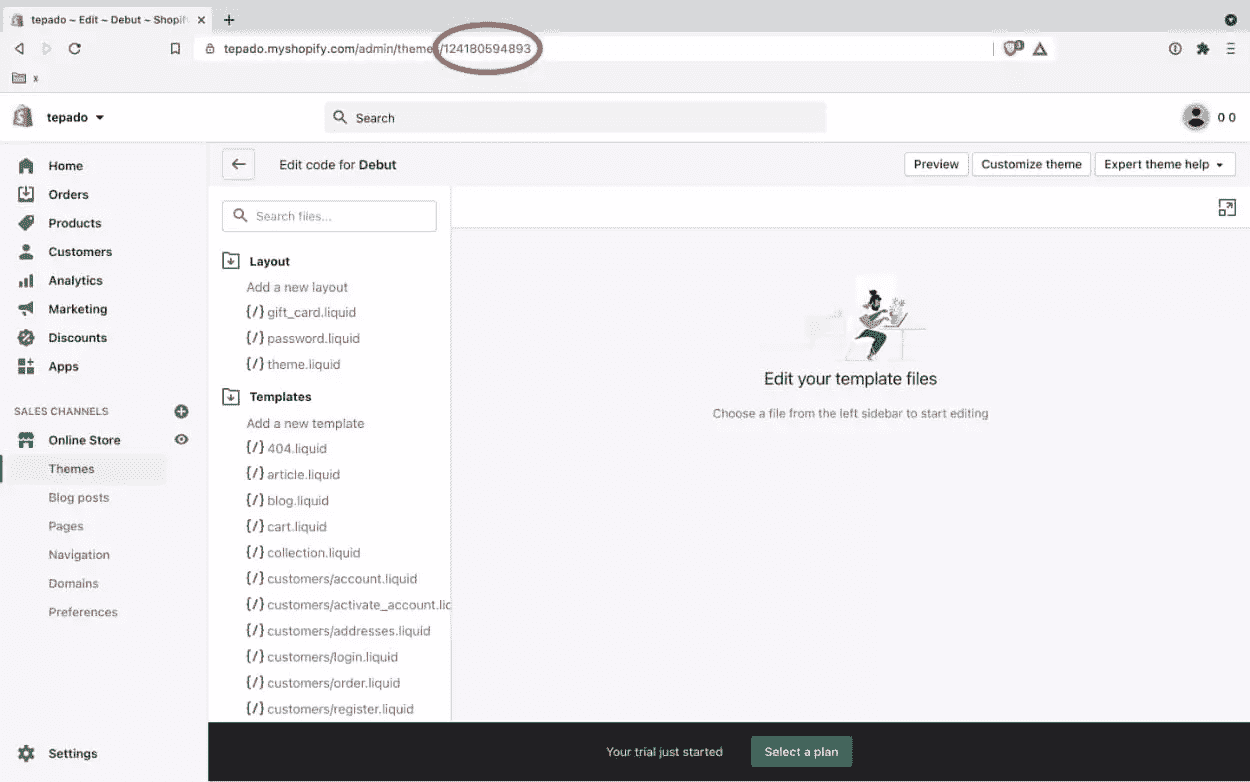 tepado ~ Edit ~ Debut ~ Shopif
tepado.myshopify.com/admin/themes/124180594893
x
tepado
Search
0 0
Home
Orders
Products
Customers
Analytics
Marketing
Discounts
Apps
SALES CHANNELS
Online Store
Themes
Blog posts
Pages
Navigation
Domains
Preferences
Settings
Edit code for Debut
Preview
Customize theme
Expert theme help
Search files...
Layout
Add a new layout
{/} gift_card.liquid
{/} password.liquid
{/} theme.liquid
Templates
Add a new template
{/} 404.liquid
{/} article.liquid
{/} blog.liquid
{/} cart.liquid
{/} collection.liquid
{/} customers/account.liquid
{/} customers/activate_account.lic
{/} customers/addresses.liquid
{/} customers/login.liquid
{/} customers/order.liquid
{/} customers/register.liquid
Edit your template files
Choose a file from the left sidebar to start editing
Your trial just started
Select a plan